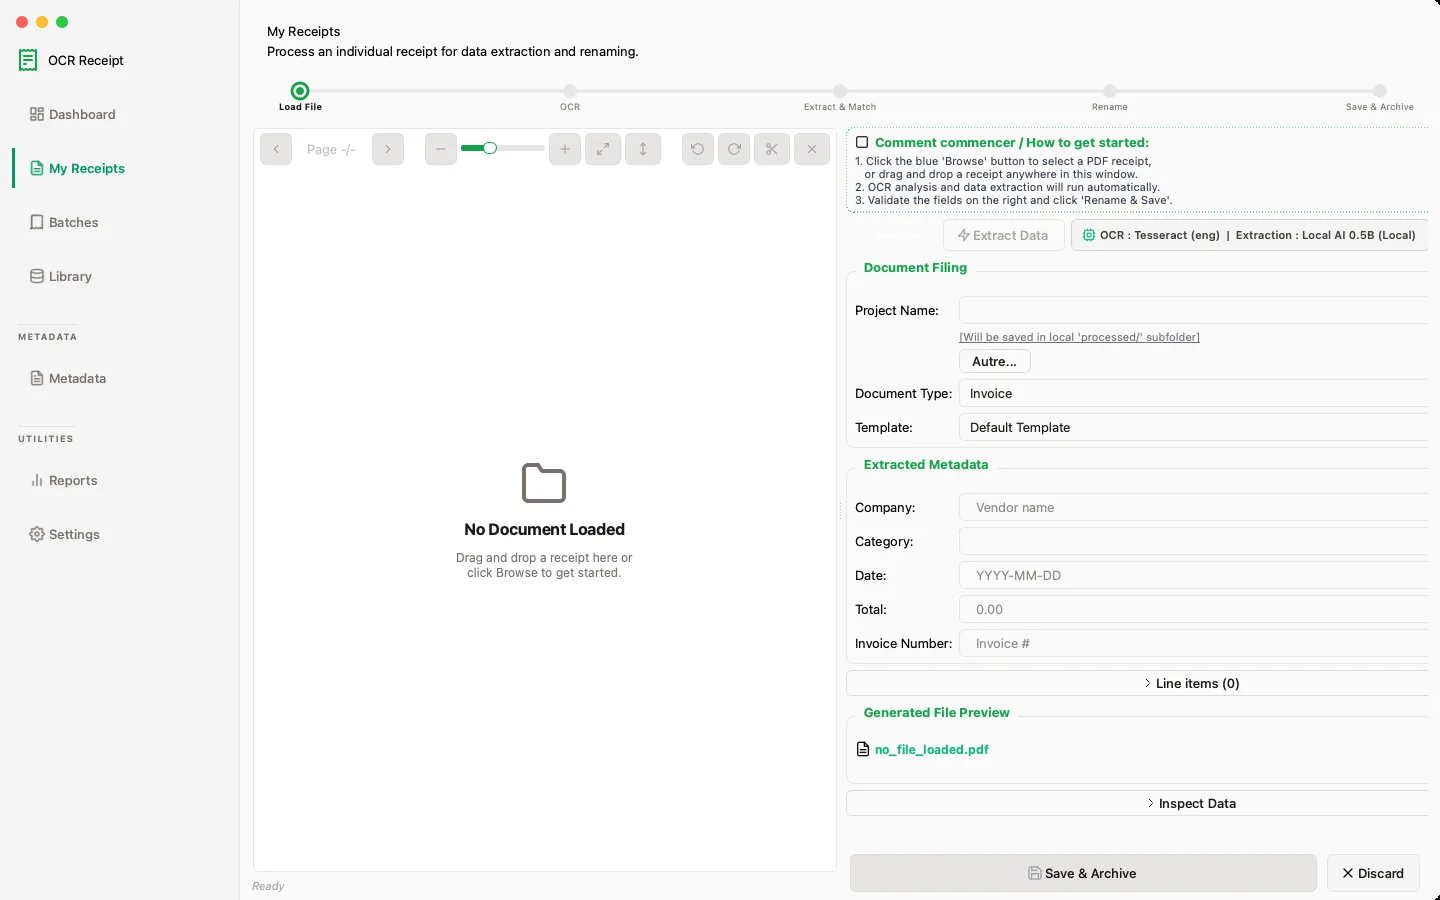 OCR Receipt
Dashboard
My Receipts
Batches
Library
METADATA
Metadata
UTILITIES
Reports
Settings
My Receipts
Process an individual receipt for data extraction and renaming.
Load File
OCR
Extract & Match
Rename
Save & Archive
Page -/-
No Document Loaded
Drag and drop a receipt here or
click Browse to get started.
Ready
Comment commencer / How to get started:
1. Click the blue 'Browse' button to select a PDF receipt,
or drag and drop a receipt anywhere in this window.
2. OCR analysis and data extraction will run automatically.
3. Validate the fields on the right and click 'Rename & Save'.
Extract Data
OCR : Tesseract (eng) | Extraction : Local AI 0.5B (Local)
Document Filing
Project Name:
[Will be saved in local 'processed/' subfolder]
Autre...
Document Type: Invoice
Template: Default Template
Extracted Metadata
Company: Vendor name
Category:
Date: YYYY-MM-DD
Total: 0.00
Invoice Number: Invoice #
Line items (0)
Generated File Preview
no_file_loaded.pdf
Inspect Data
Save & Archive
Discard